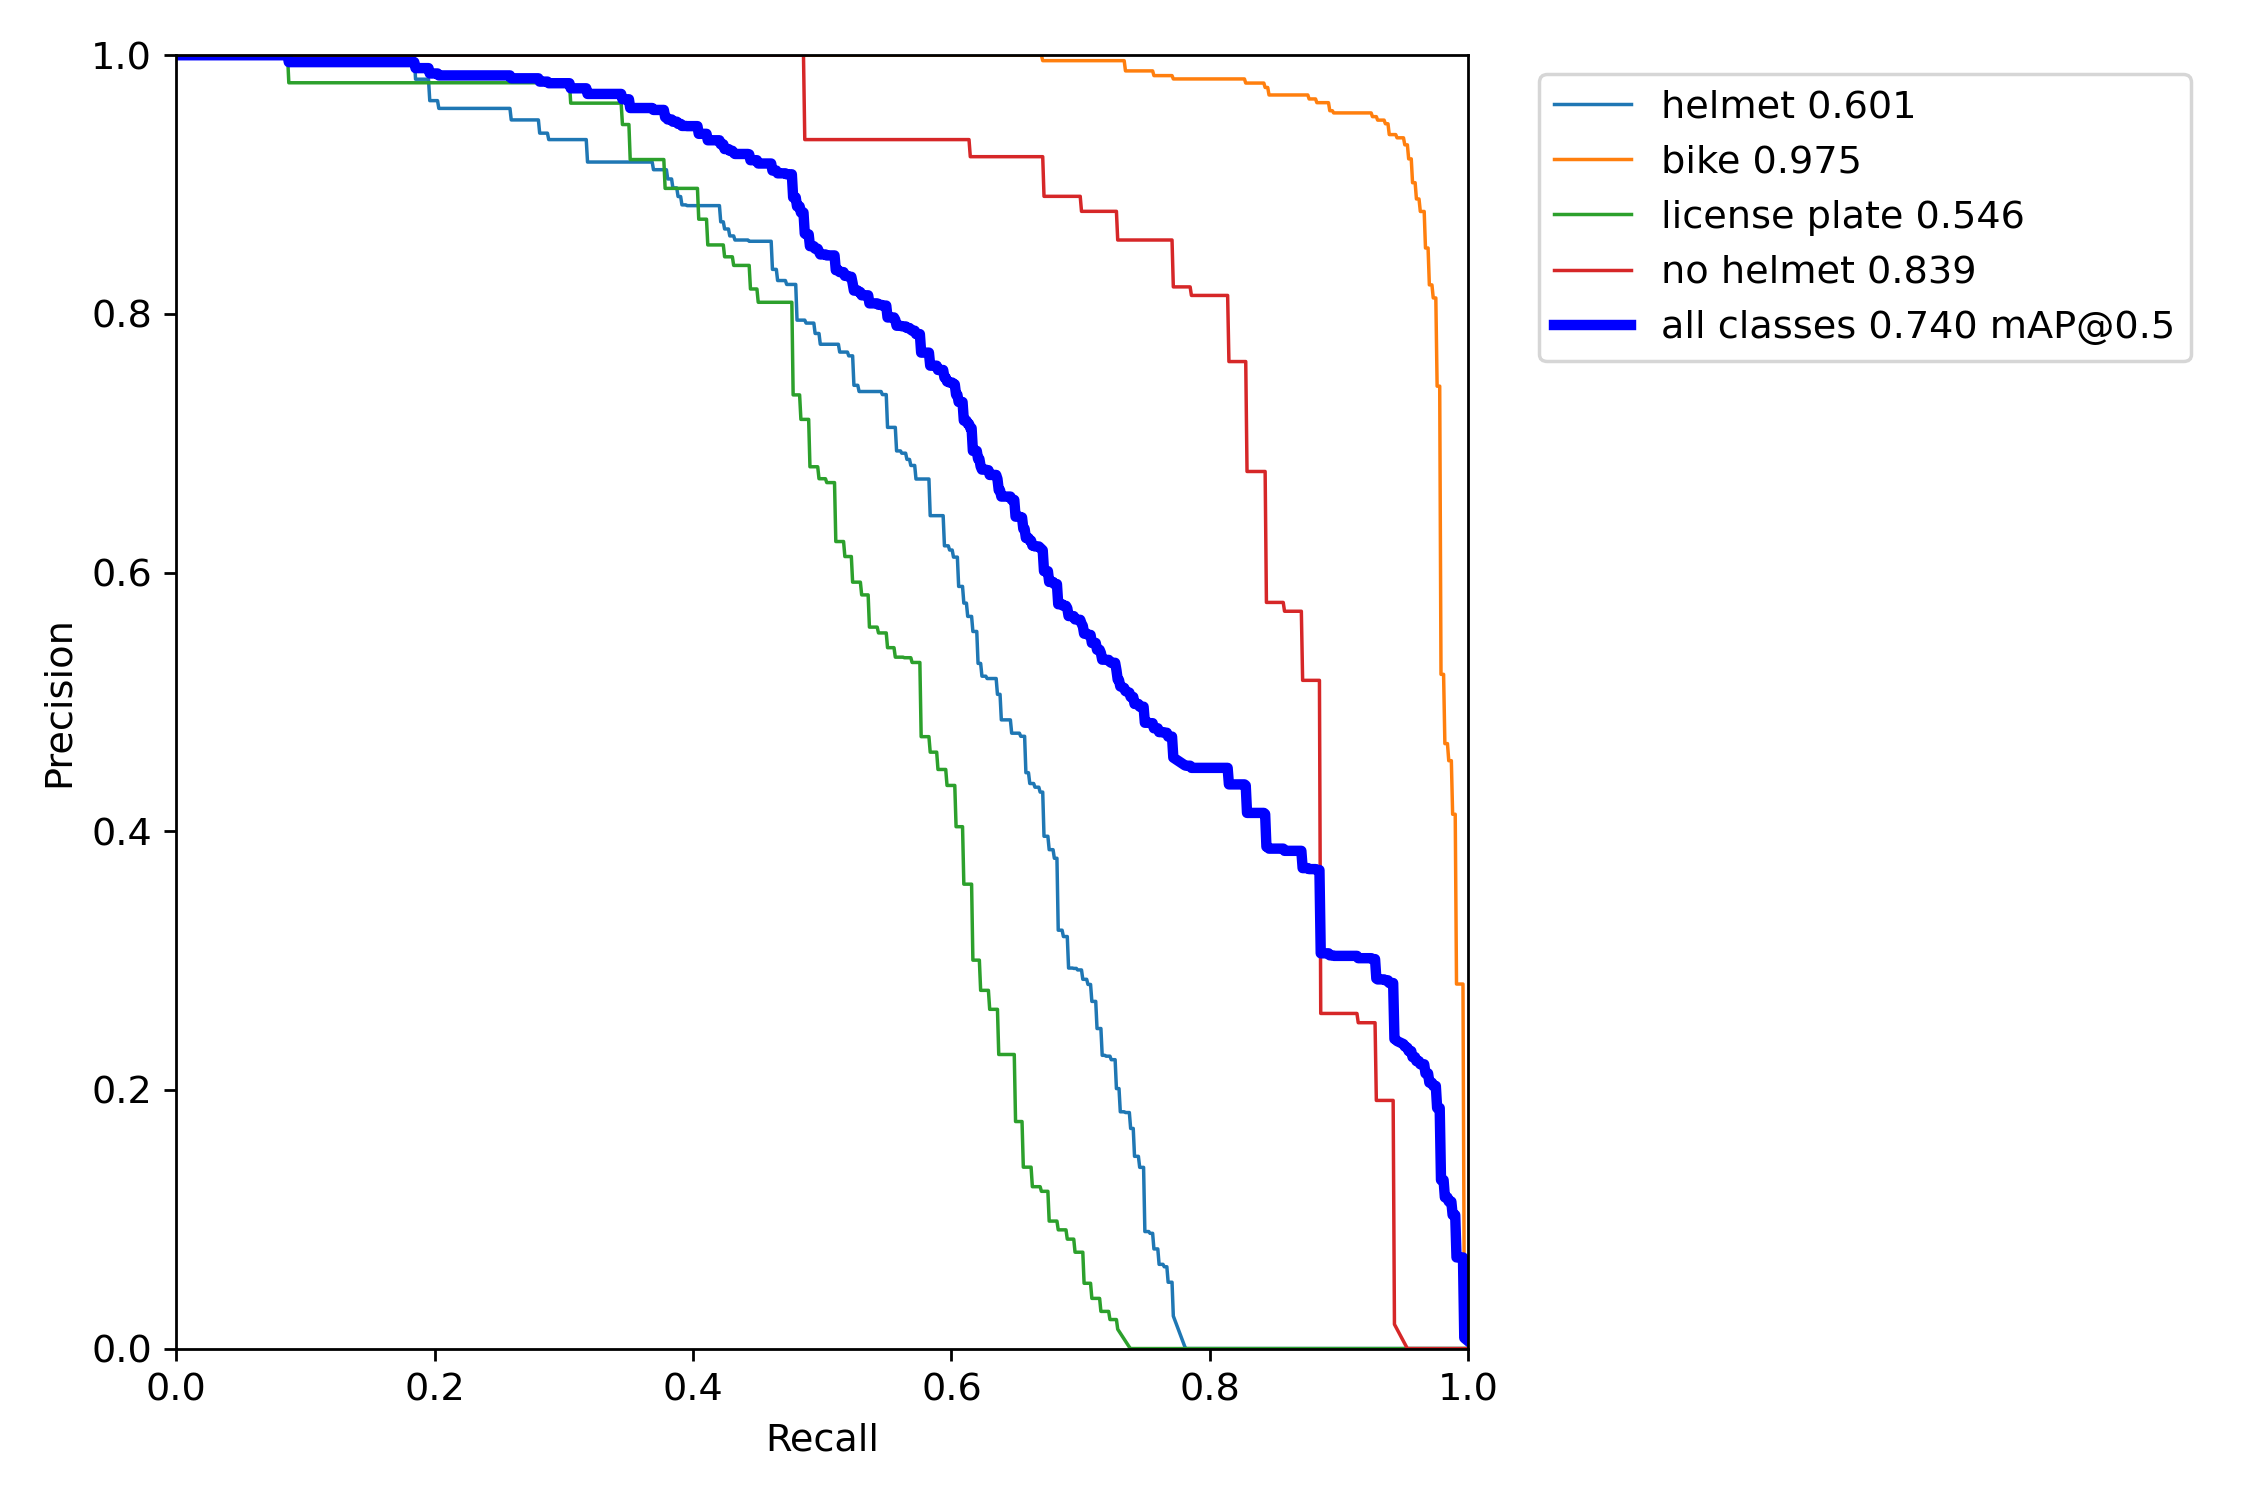 1.0
0.8
0.6
0.4
0.2
0.0
Precision
0.0 0.2 0.4 0.6 0.8 1.0
Recall
helmet 0.601
bike 0.975
license plate 0.546
no helmet 0.839
all classes 0.740 mAP@0.5